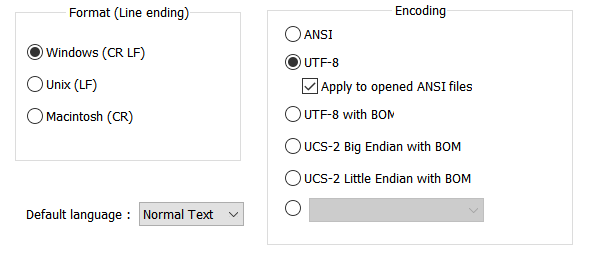 Format (Line ending)
Windows (CR LF)
Unix (LF)
Macintosh (CR)
Default language :
Normal Text
Encoding
ANSI
UTF-8
Apply to opened ANSI files
UTF-8 with BOM
UCS-2 Big Endian with BOM
UCS-2 Little Endian with BOM